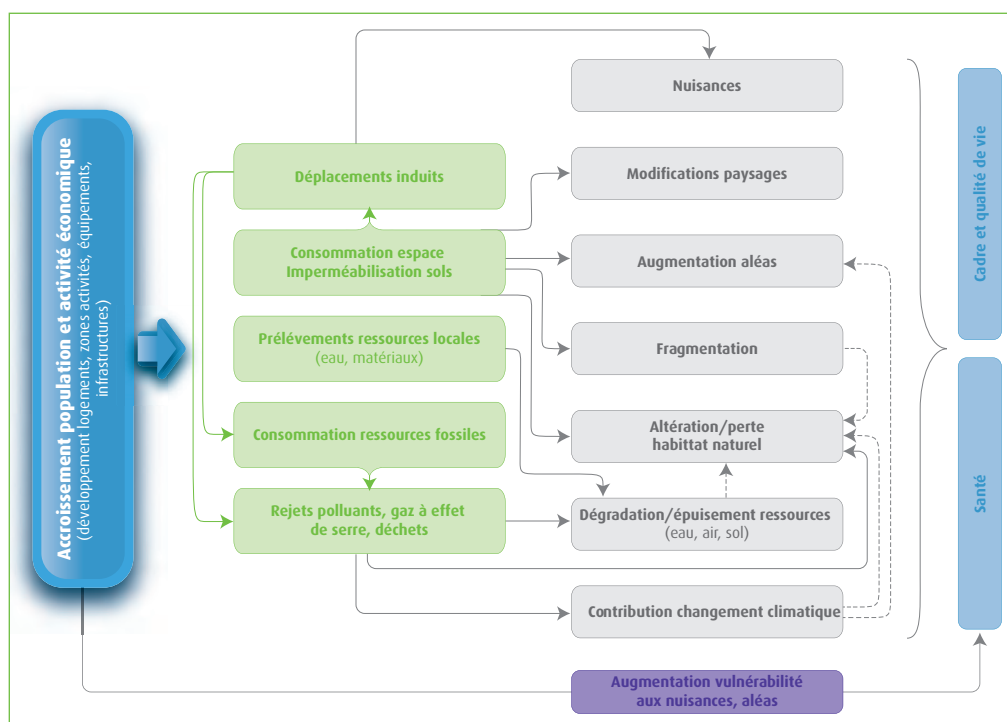 Accroissement population et activité économique
(développement logements, zones activités, équipements,
infrastructures)
Déplacements induits
Consommation espace
Imperméabilisation sols
Prélévements ressources locales
(eau, matériaux)
Consommation ressources fossiles
Rejets polluants, gaz à effet
de serre, déchets
Nuisances
Modifications paysages
Augmentation aléas
Fragmentation
Altération/perte
habittat naturel
Dégradation/épuisement ressources
(eau, air, sol)
Contribution changement climatique
Augmentation vulnérabilité
aux nuisances, aléas
Cadre et qualité de vie
Santé